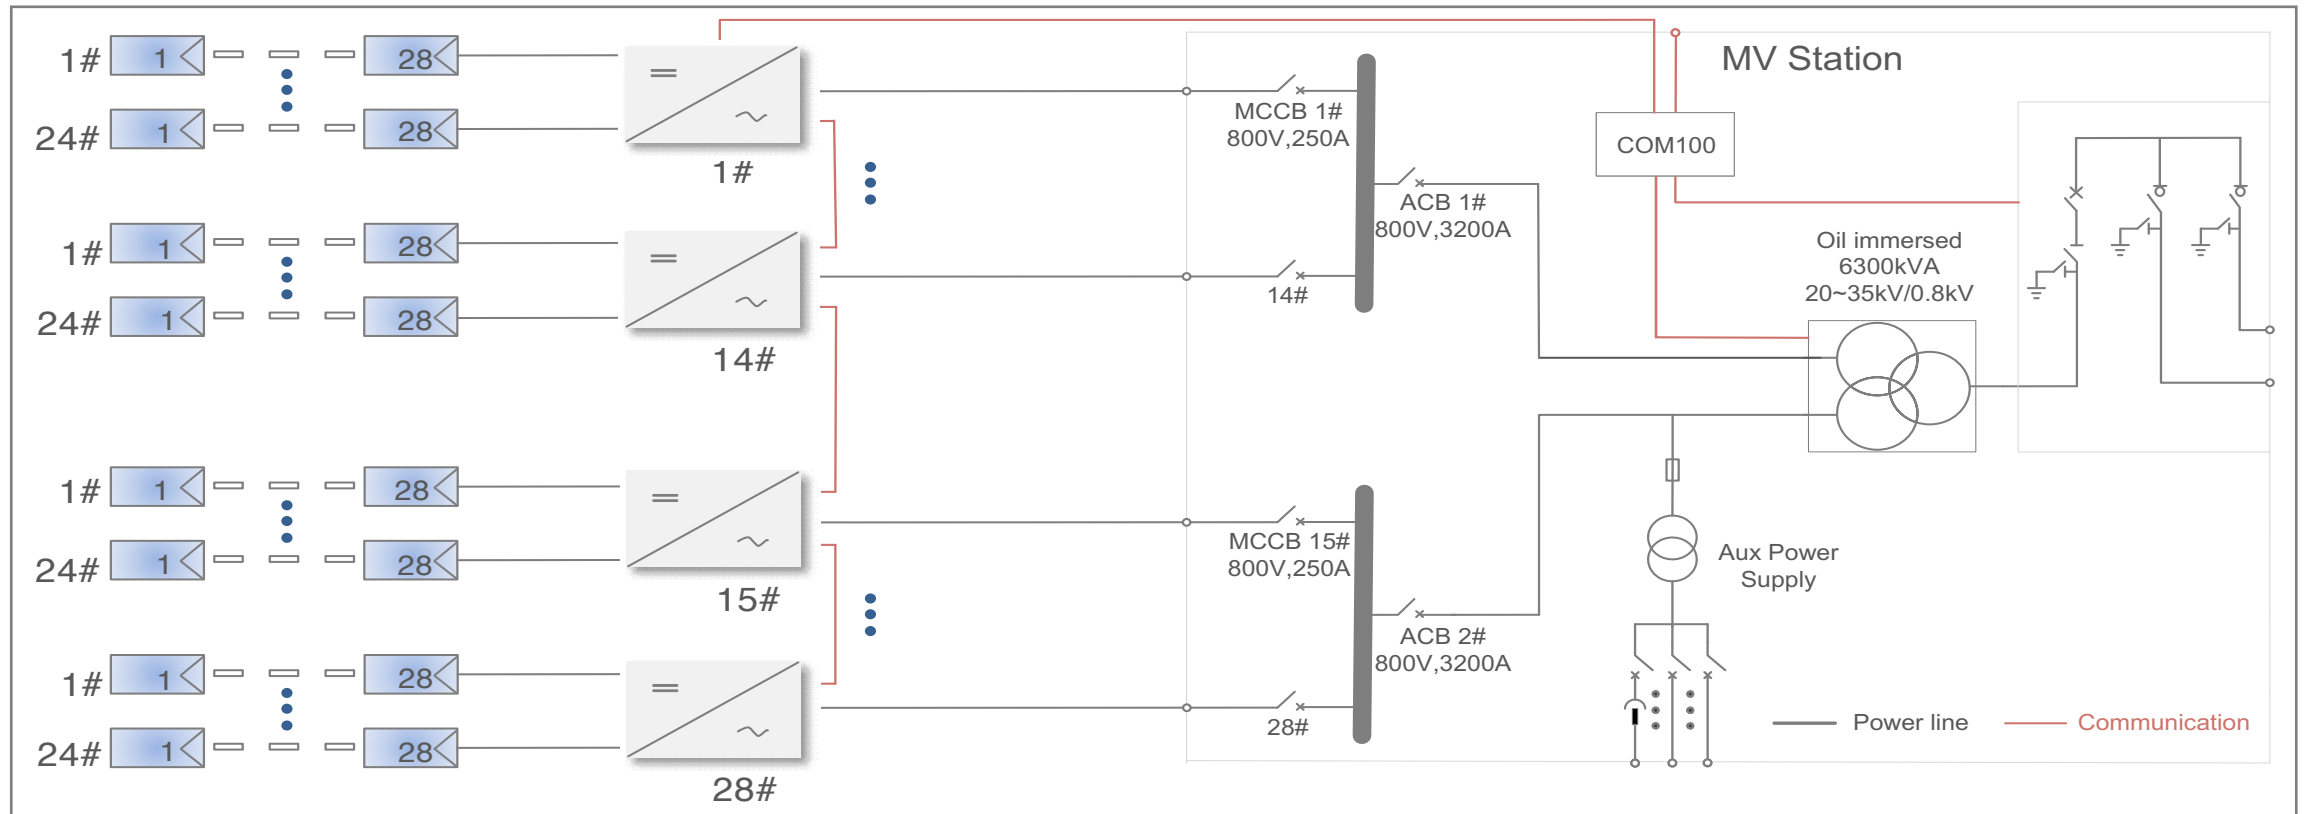 MV Station
1# 1 28
24# 1 28
1#
MCCB 1#
800V,250A
COM100
ACB 1#
800V,3200A
1# 1 28
24# 1 28
14#
14#
Oil immersed
6300kVA
20~35kV/0.8kV
1# 1 28
24# 1 28
15#
MCCB 15#
800V,250A
Aux Power
Supply
ACB 2#
800V,3200A
1# 1 28
24# 1 28
28#
28#
Power line
Communication